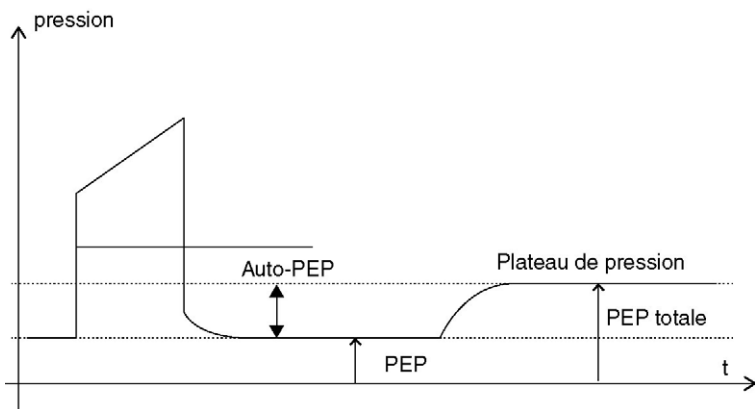 pression
Auto-PEP
Plateau de pression
PEP totale
PEP
t